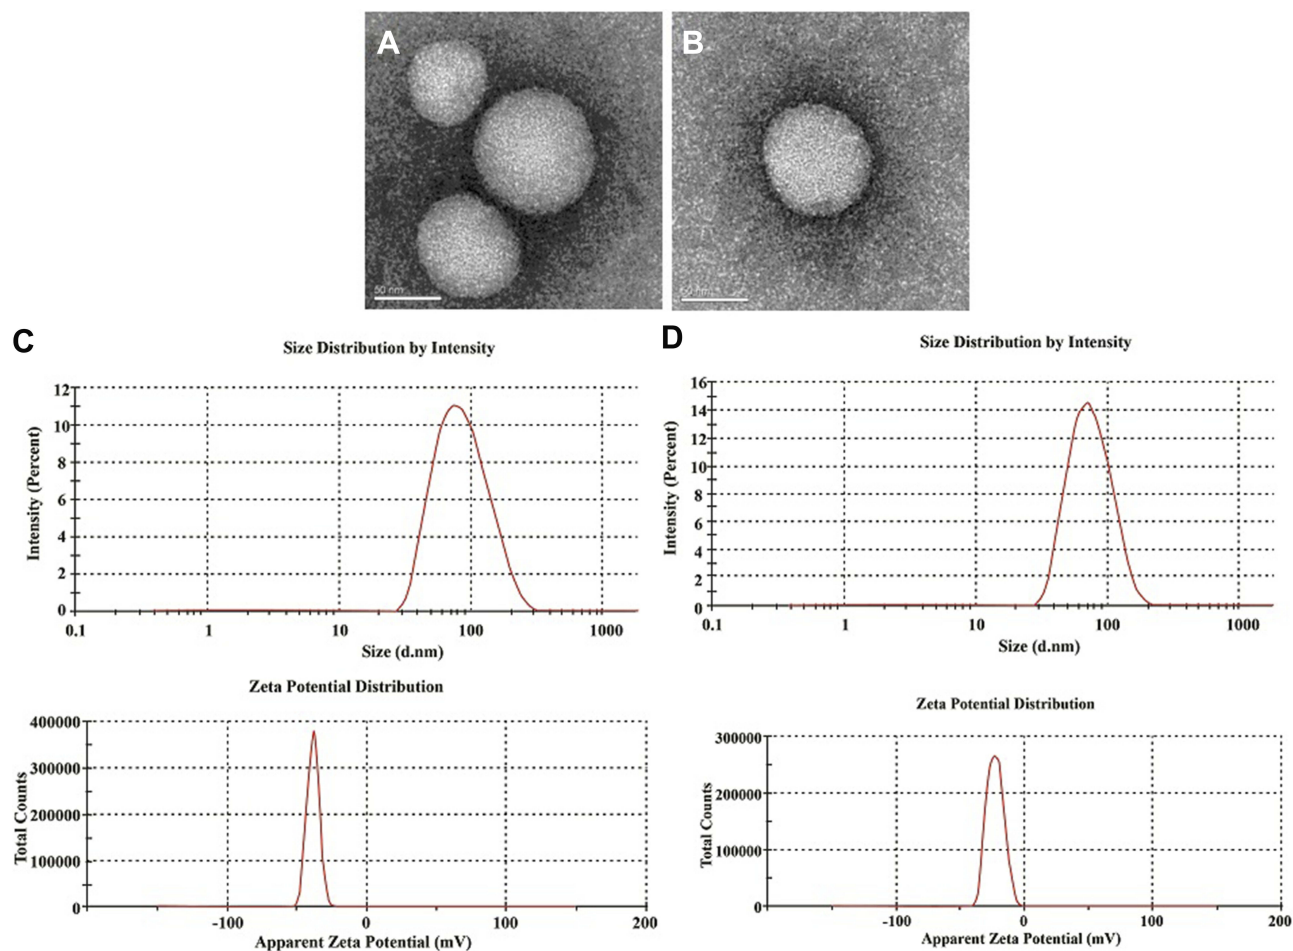 A
B
50 nm
50 nm
C
Size Distribution by Intensity
Intensity (Percent)
12
10
8
6
4
2
0
0.1
1
10
100
1000
Size (d.nm)
D
Size Distribution by Intensity
Intensity (Percent)
16
14
12
10
8
6
4
2
0
0.1
1
10
100
1000
Size (d.nm)
Zeta Potential Distribution
Total Counts
400000
300000
200000
100000
0
-100
0
100
200
Apparent Zeta Potential (mV)
Zeta Potential Distribution
Total Counts
300000
200000
100000
0
-100
0
100
200
Apparent Zeta Potential (mV)